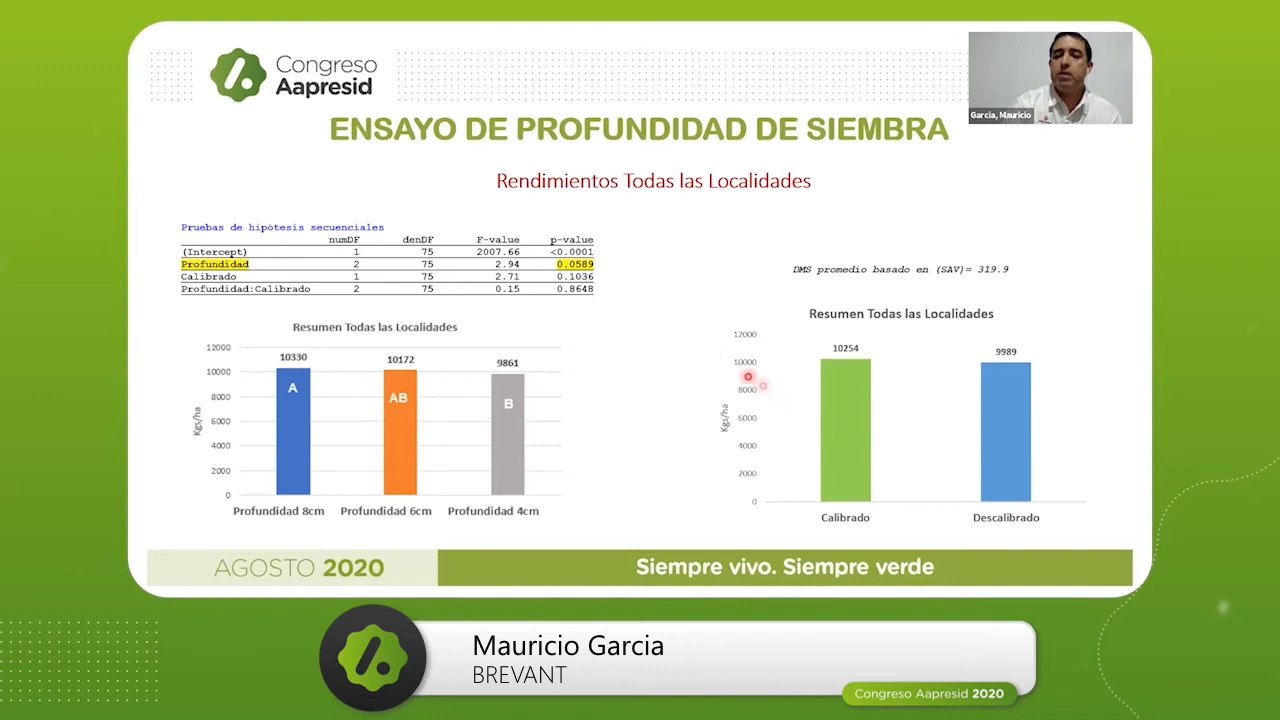 Congreso
Aapresid
Garcia, Mauricio
ENSAYO DE PROFUNDIDAD DE SIEMBRA
Rendimientos Todas las Localidades
Pruebas de hipótesis secuenciales
numDF denDF F-value p-value
(Intercept) 1 75 2007.66 <0.0001
Profundidad 2 75 2.94 0.0589
Calibrado 1 75 2.71 0.1036
Profundidad:Calibrado 2 75 0.15 0.8648
DMS promedio basado en (SAV)= 319.9
Resumen Todas las Localidades
12000
10000
8000
6000
4000
2000
0
Kgs/ha
10330
10172
9861
A
AB
B
Profundidad 8cm Profundidad 6cm Profundidad 4cm
Resumen Todas las Localidades
12000
10000
8000
6000
4000
2000
0
Kgs/ha
10254
9989
Calibrado Descalibrado
AGOSTO 2020
Siempre vivo. Siempre verde
Mauricio Garcia
BREVANT
Congreso Aapresid 2020